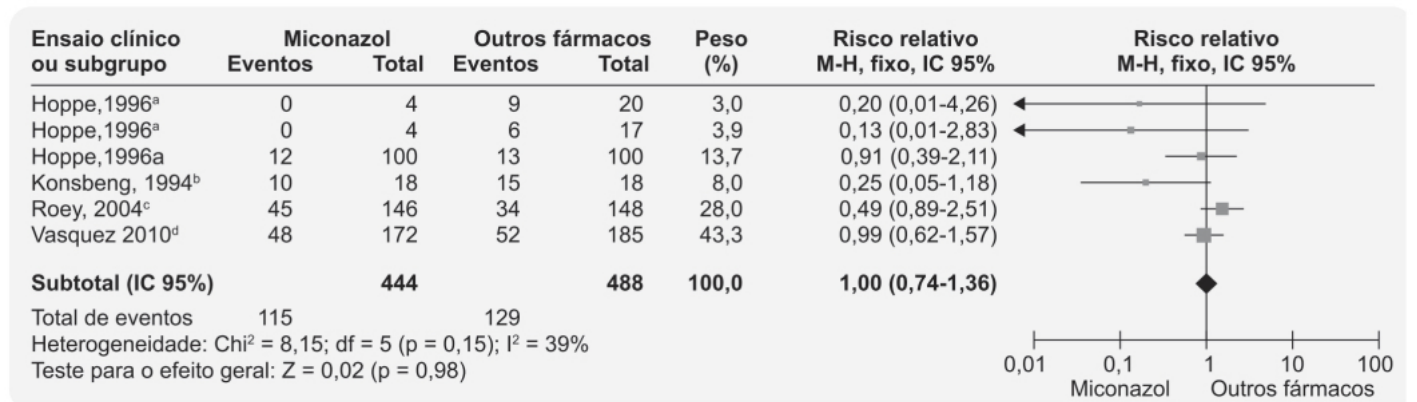 Ensaio clínico Miconazol Outros fármacos Peso Risco relativo Risco relativo
ou subgrupo Eventos Total Eventos Total (%) M-H, fixo, IC 95% M-H, fixo, IC 95%
Hoppe,1996ª 0 4 9 20 3,0 0,20 (0,01-4,26)
Hoppe,1996ª 0 4 6 17 3,9 0,13 (0,01-2,83)
Hoppe,1996a 12 100 13 100 13,7 0,91 (0,39-2,11)
Konsbeng, 1994ᵇ 10 18 15 18 8,0 0,25 (0,05-1,18)
Roey, 2004ᶜ 45 146 34 148 28,0 0,49 (0,89-2,51)
Vasquez 2010ᵈ 48 172 52 185 43,3 0,99 (0,62-1,57)
Subtotal (IC 95%) 444 488 100,0 1,00 (0,74-1,36)
Total de eventos 115 129
Heterogeneidade: Chi² = 8,15; df = 5 (p = 0,15); I² = 39%
Teste para o efeito geral: Z = 0,02 (p = 0,98)
0,01 0,1 1 10 100
Miconazol Outros fármacos